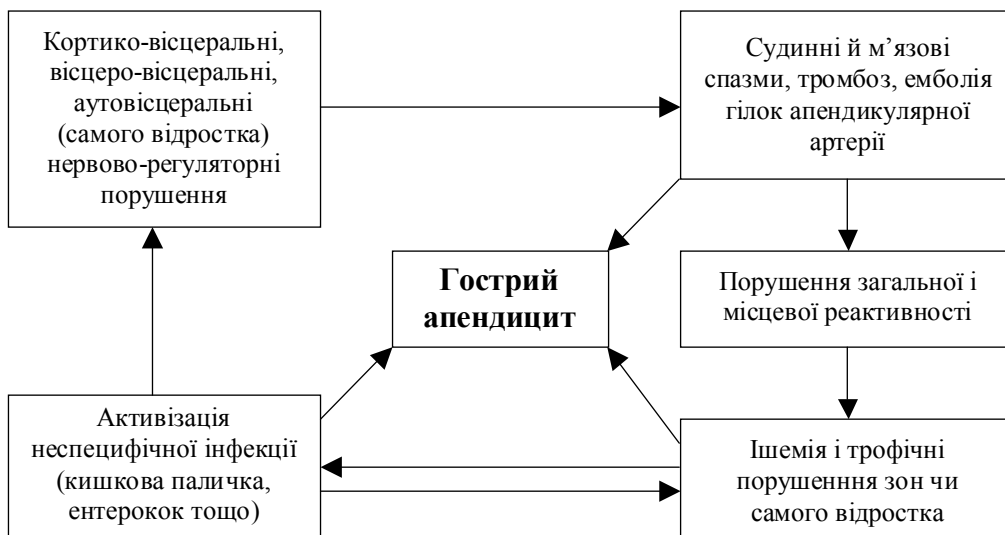 Кортико-вісцеральні,
вісцеро-вісцеральні,
аутовісцеральні
(самого відростка)
нервово-регуляторні
порушення
Судинні й м’язові
спазми, тромбоз, емболія
гілок апендикулярної
артерії
Гострий
апендицит
Порушення загальної і
місцевої реактивності
Активізація
неспецифічної інфекції
(кишкова паличка,
ентерокок тощо)
Ішемія і трофічні
порушенння зон чи
самого відростка